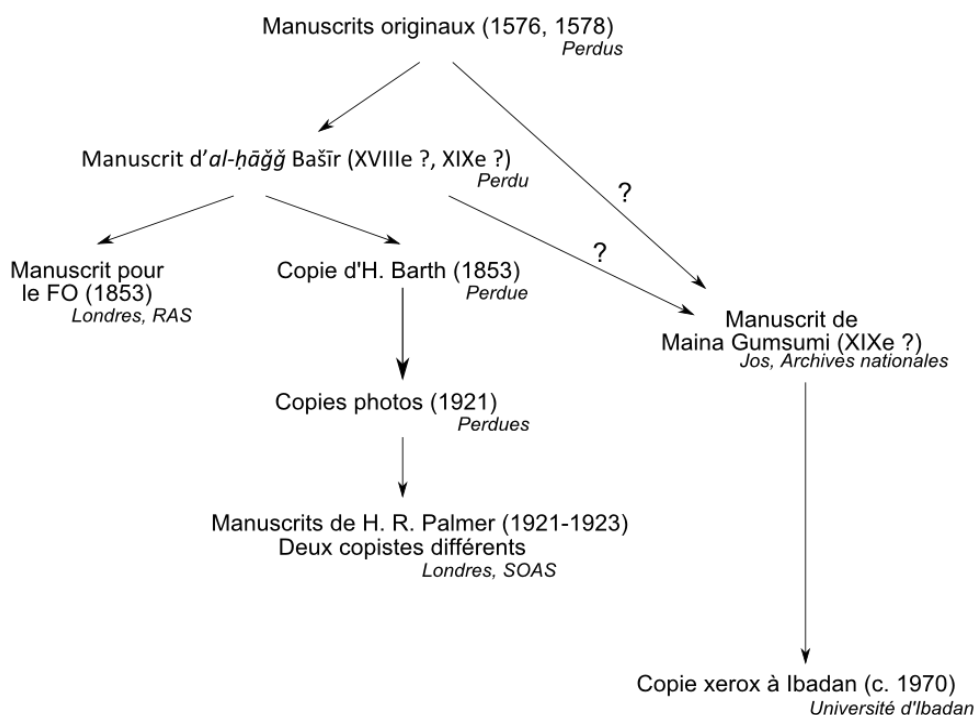 Manuscrits originaux (1576, 1578)
Perdus
Manuscrit d'al-ḥāǧǧ Bašīr (XVIIIe ?, XIXe ?)
Perdu
?
?
Manuscrit pour
le FO (1853)
Londres, RAS
Copie d'H. Barth (1853)
Perdue
Manuscrit de
Maina Gumsumi (XIXe ?)
Jos, Archives nationales
Copies photos (1921)
Perdues
Manuscrits de H. R. Palmer (1921-1923)
Deux copistes différents
Londres, SOAS
Copie xerox à Ibadan (c. 1970)
Université d'Ibadan